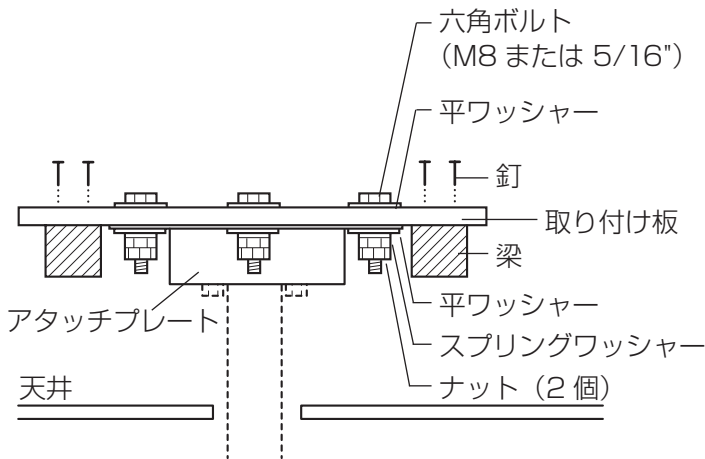 六角ボルト
（M8 または 5/16"）
平ワッシャー
釘
取り付け板
梁
平ワッシャー
アタッチプレート
スプリングワッシャー
天井
ナット（2 個）